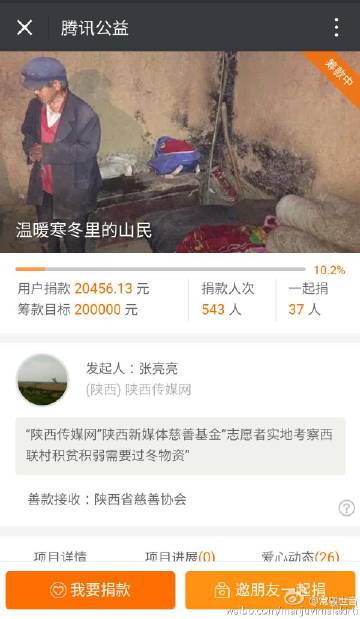 腾讯公益
筹款中
温暖寒冬里的山民
10.2%
用户捐款 20456.13 元 捐款人次 一起捐
筹款目标 200000 元 543 人 37 人
发起人：张亮亮
(陕西) 陕西传媒网
“陕西传媒网”陕西新媒体慈善基金“志愿者实地考察西
联村积贫积弱需要过冬物资”
善款接收：陕西省慈善协会
?
项目详情 项目进展(0) 爱心动态(26)
我要捐款 邀朋友一起捐